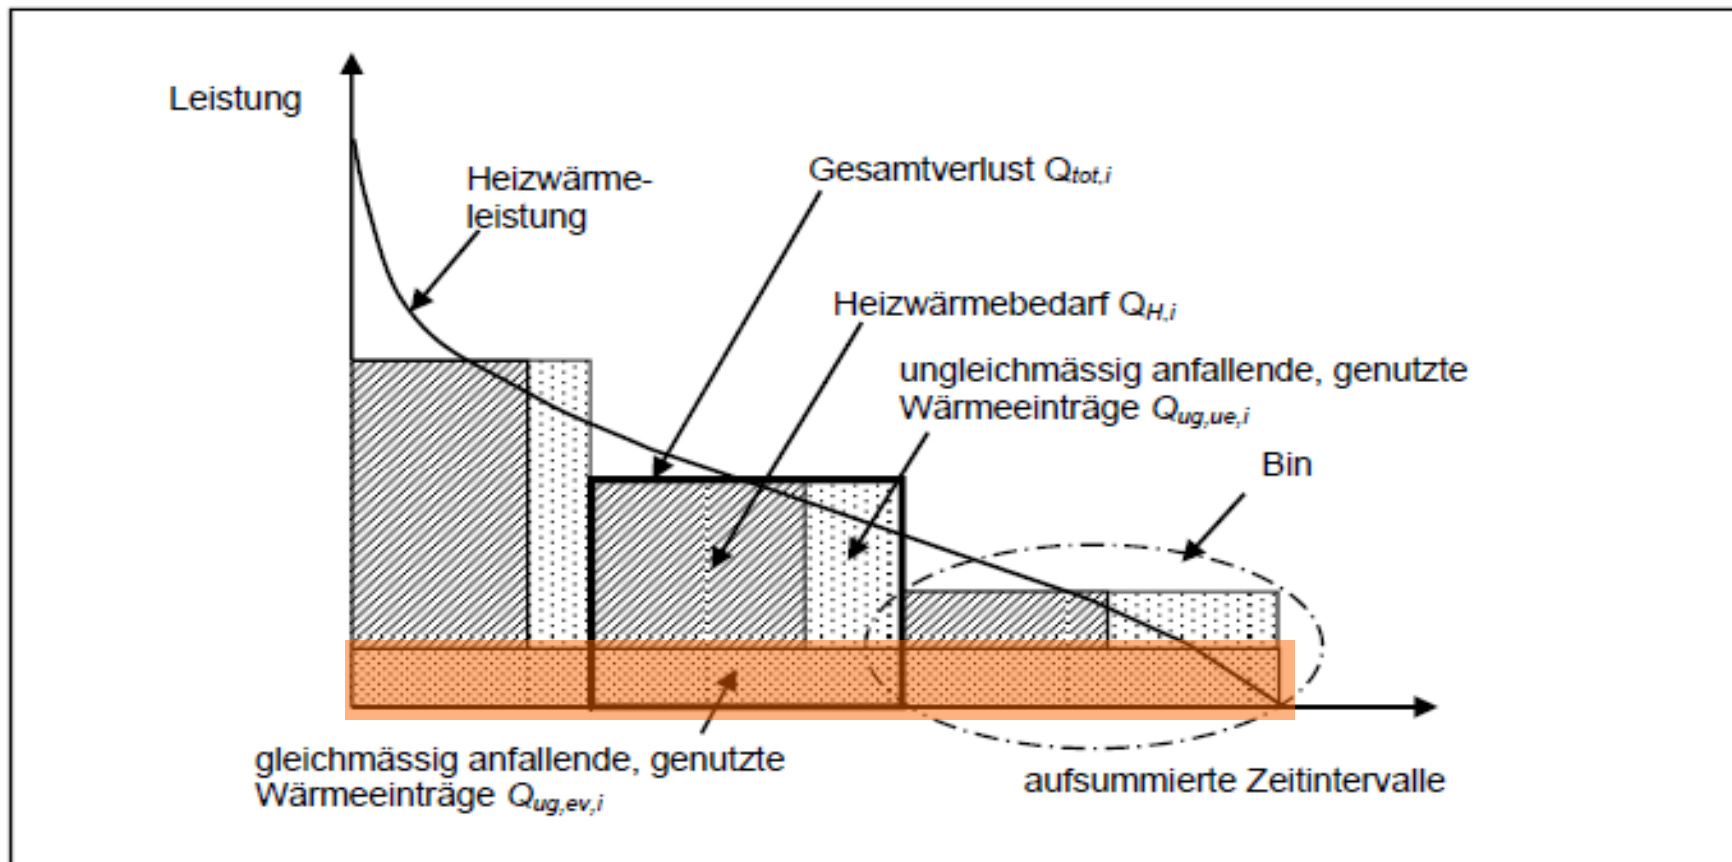 Leistung
Heizwärme-
leistung
Gesamtverlust Qtot,i
Heizwärmebedarf QH,i
ungleichmässig anfallende, genutzte
Wärmeeinträge Qug,ue,i
Bin
gleichmässig anfallende, genutzte
Wärmeeinträge Qug,ev,i
aufsummierte Zeitintervalle